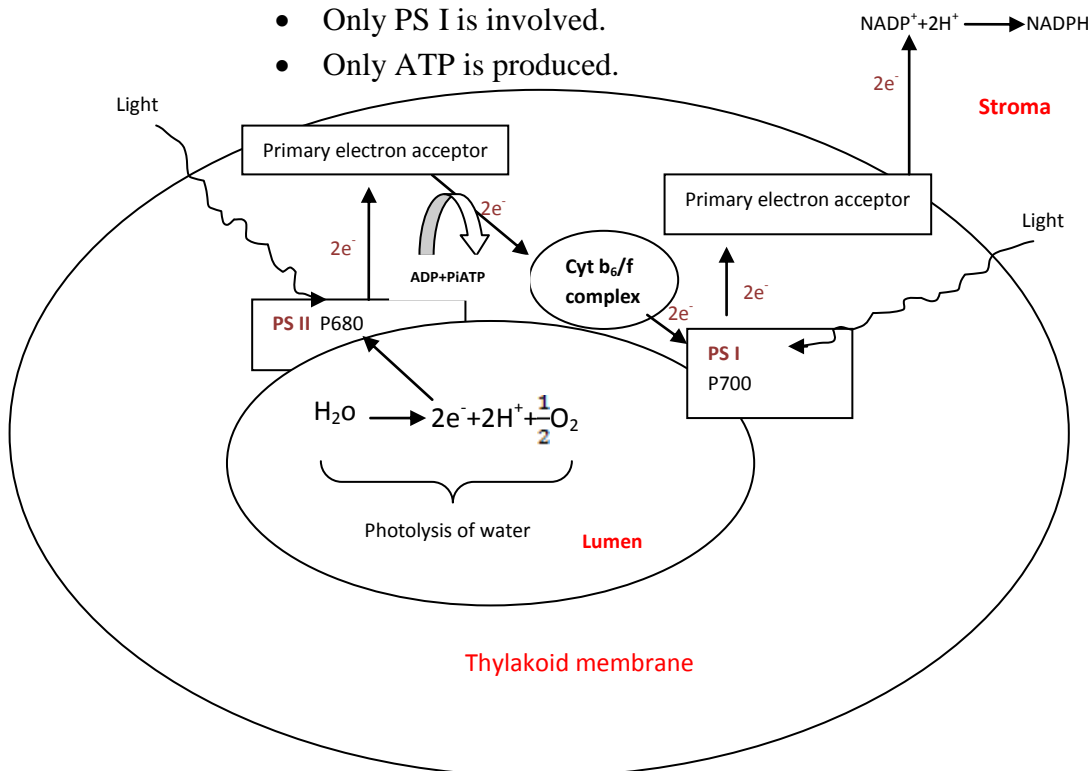 • Only PS I is involved.
• Only ATP is produced.
NADP⁺+2H⁺ NADPH
2e⁻
Stroma
Light
Primary electron acceptor
2e⁻
2e⁻
ADP+PiATP
Primary electron acceptor
Light
Cyt b₆/f
complex
2e⁻
2e⁻
PS II P680
PS I
P700
H₂o 2e⁻+2H⁺+½O₂
Photolysis of water
Lumen
Thylakoid membrane